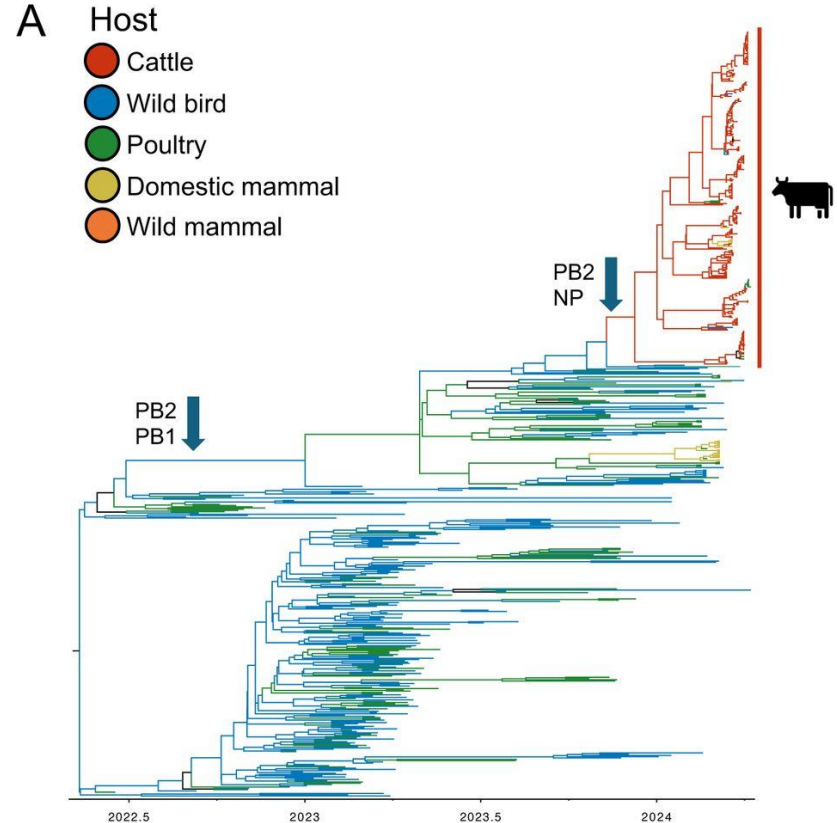 A
Host
Cattle
Wild bird
Poultry
Domestic mammal
Wild mammal
PB2
NP
PB2
PB1
2022.5
2023
2023.5
2024